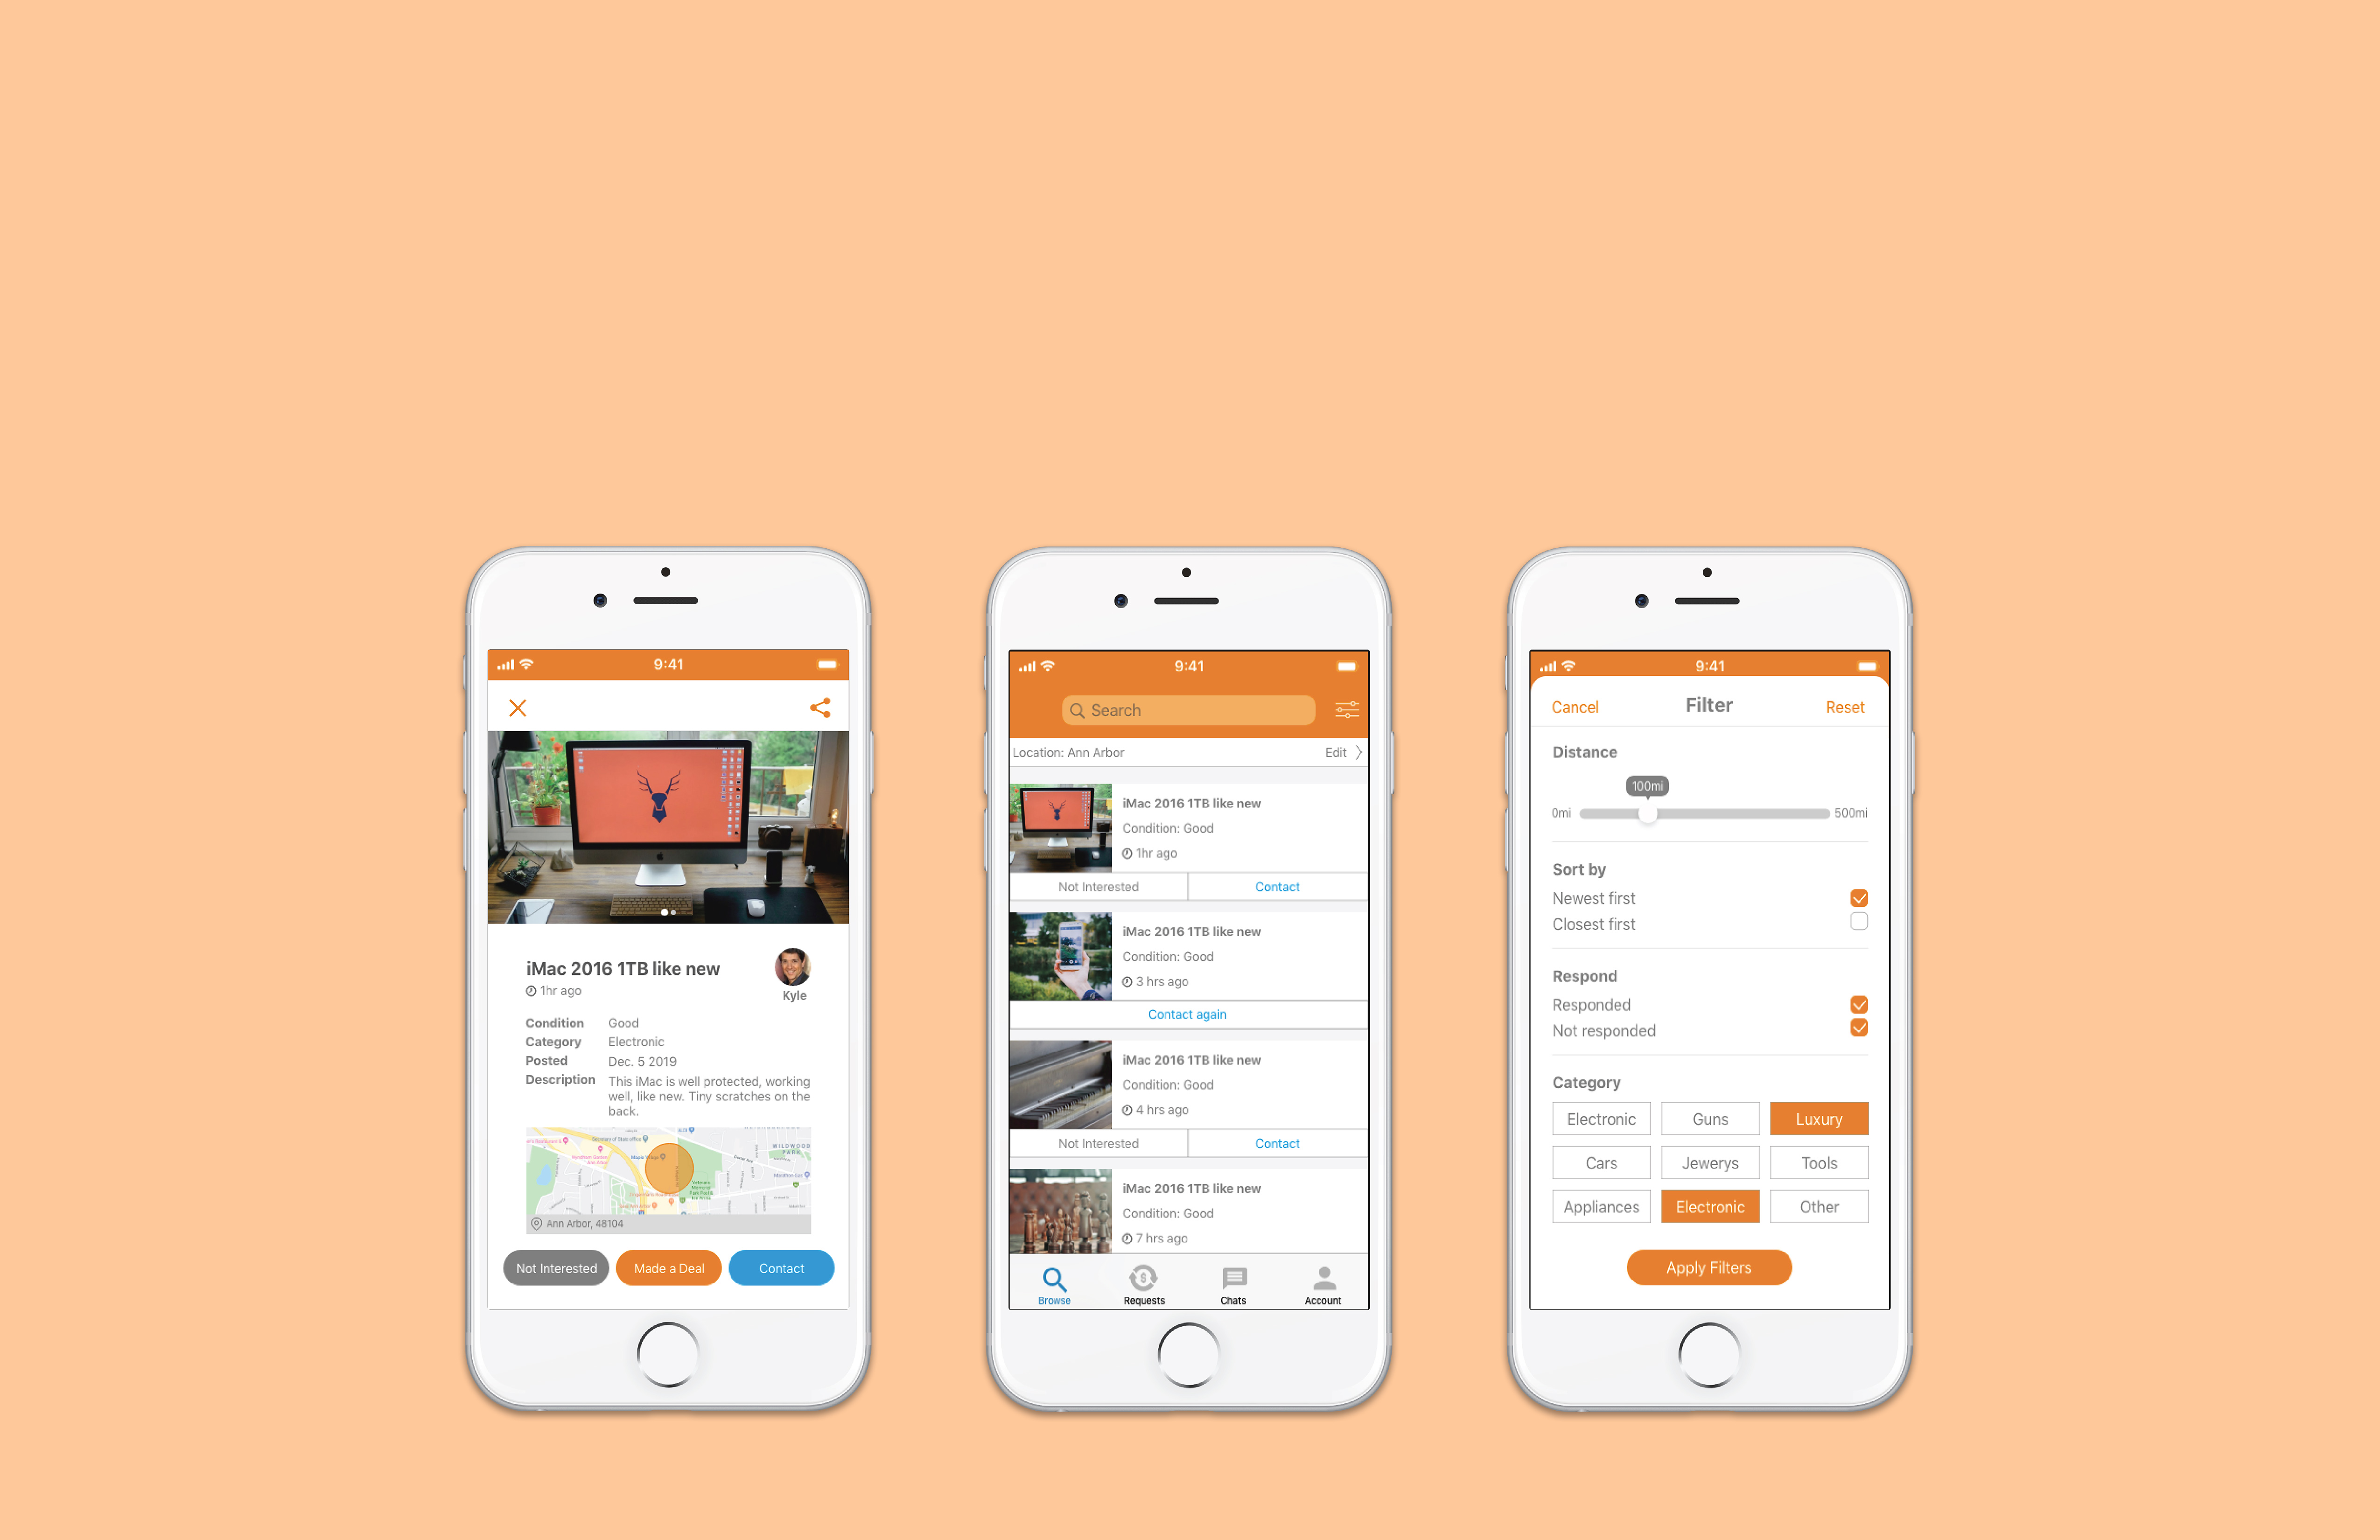 9:41
iMac 2016 1TB like new
1hr ago
Kyle
Condition Good
Category Electronic
Posted Dec. 5 2019
Description This iMac is well protected, working
well, like new. Tiny scratches on the
back.
WILDWOOD
PARK
Ann Arbor, 48104
Not Interested
Made a Deal
Contact
9:41
Search
Location: Ann Arbor
Edit
iMac 2016 1TB like new
Condition: Good
1hr ago
Not Interested
Contact
iMac 2016 1TB like new
Condition: Good
3 hrs ago
Contact again
iMac 2016 1TB like new
Condition: Good
4 hrs ago
Not Interested
Contact
iMac 2016 1TB like new
Condition: Good
7 hrs ago
Browse
Requests
Chats
Account
9:41
Cancel
Filter
Reset
Distance
100mi
0mi
500mi
Sort by
Newest first
Closest first
Respond
Responded
Not responded
Category
Electronic
Guns
Luxury
Cars
Jewerys
Tools
Appliances
Electronic
Other
Apply Filters